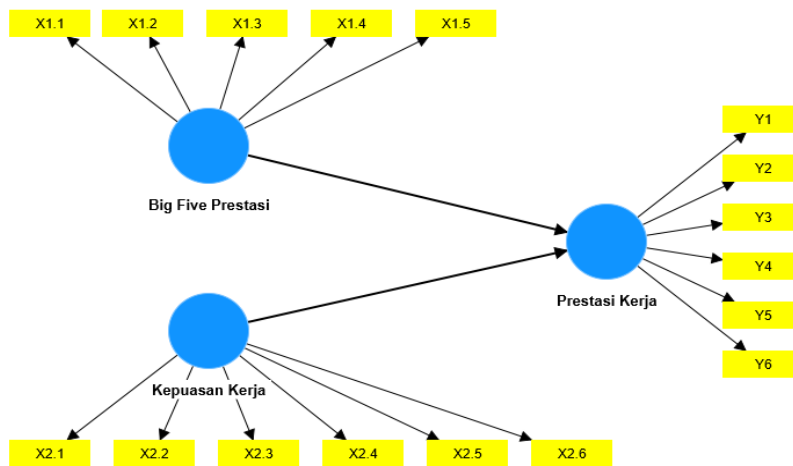 X1.1
X1.2
X1.3
X1.4
X1.5
Big Five Prestasi
Y1
Y2
Y3
Y4
Y5
Y6
Prestasi Kerja
Kepuasan Kerja
X2.1
X2.2
X2.3
X2.4
X2.5
X2.6